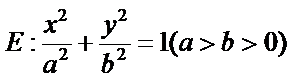 E : x²/a² + y²/b² = 1(a > b > 0)